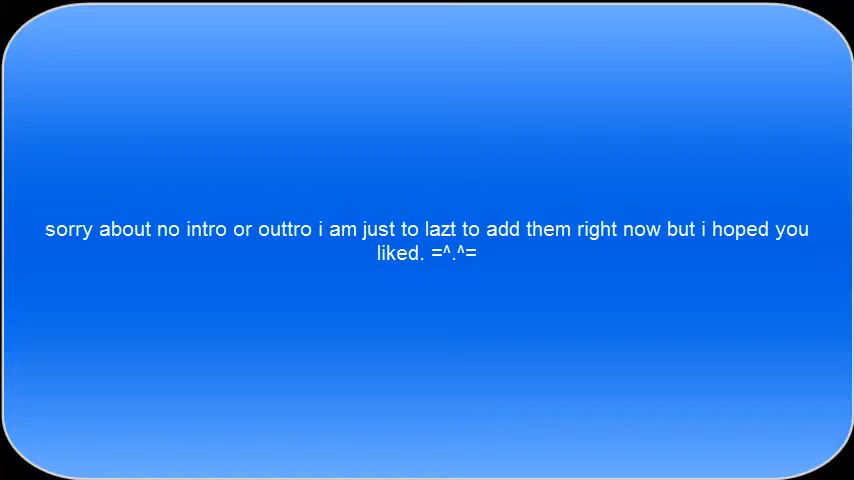 sorry about no intro or outtro i am just to lazt to add them right now but i hoped you
liked. =^.^=